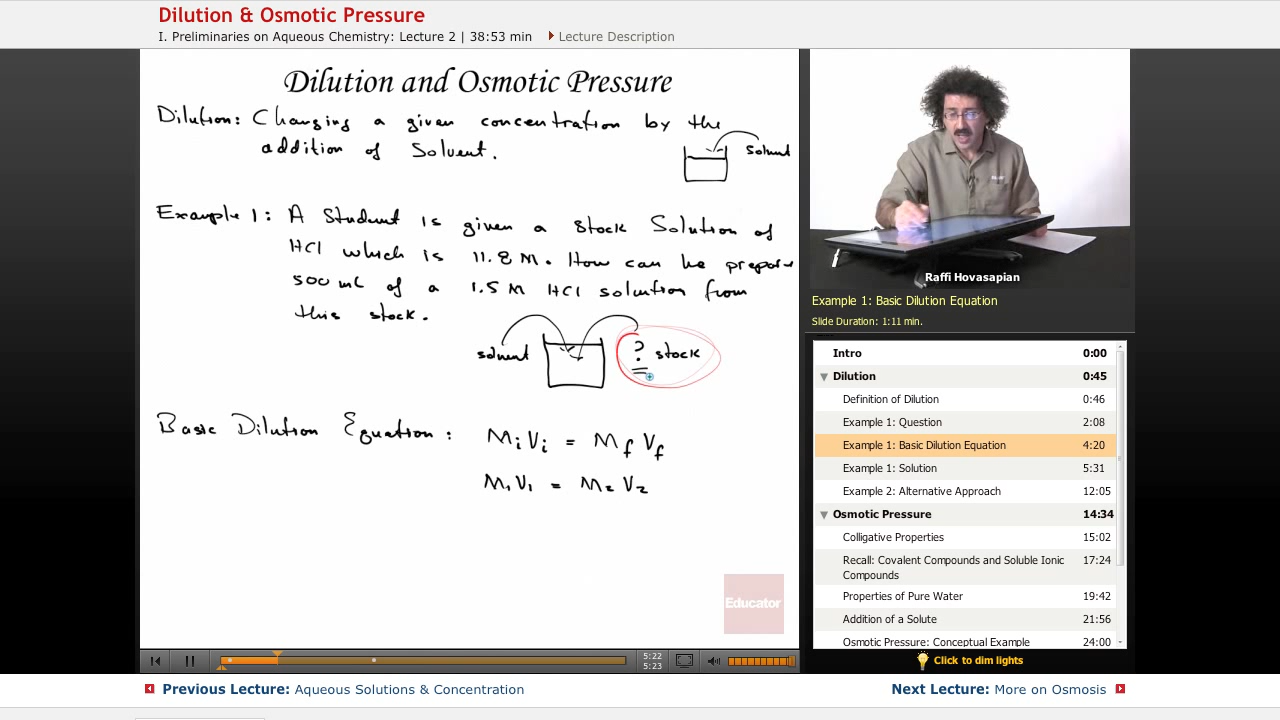 Dilution & Osmotic Pressure
I. Preliminaries on Aqueous Chemistry: Lecture 2 | 38:53 min
Lecture Description
Dilution and Osmotic Pressure
Dilution: Changing a given concentration by the
addition of Solvent.
solvent
Example 1: A Student is given a stock Solution of
HCl which is 11.8 M. How can he prepare
500 mL of a 1.5 M HCl solution from
this stock.
solvent
? stock
Basic Dilution Equation:
MiVi = Mf Vf
M1V1 = M2 V2
Educator
5:22
5:23
Raffi Hovasapian
Example 1: Basic Dilution Equation
Slide Duration: 1:11 min.
Intro 0:00
Dilution 0:45
Definition of Dilution 0:46
Example 1: Question 2:08
Example 1: Basic Dilution Equation 4:20
Example 1: Solution 5:31
Example 2: Alternative Approach 12:05
Osmotic Pressure 14:34
Colligative Properties 15:02
Recall: Covalent Compounds and Soluble Ionic 17:24
Compounds
Properties of Pure Water 19:42
Addition of a Solute 21:56
Osmotic Pressure: Conceptual Example 24:00
Click to dim lights
Previous Lecture: Aqueous Solutions & Concentration
Next Lecture: More on Osmosis